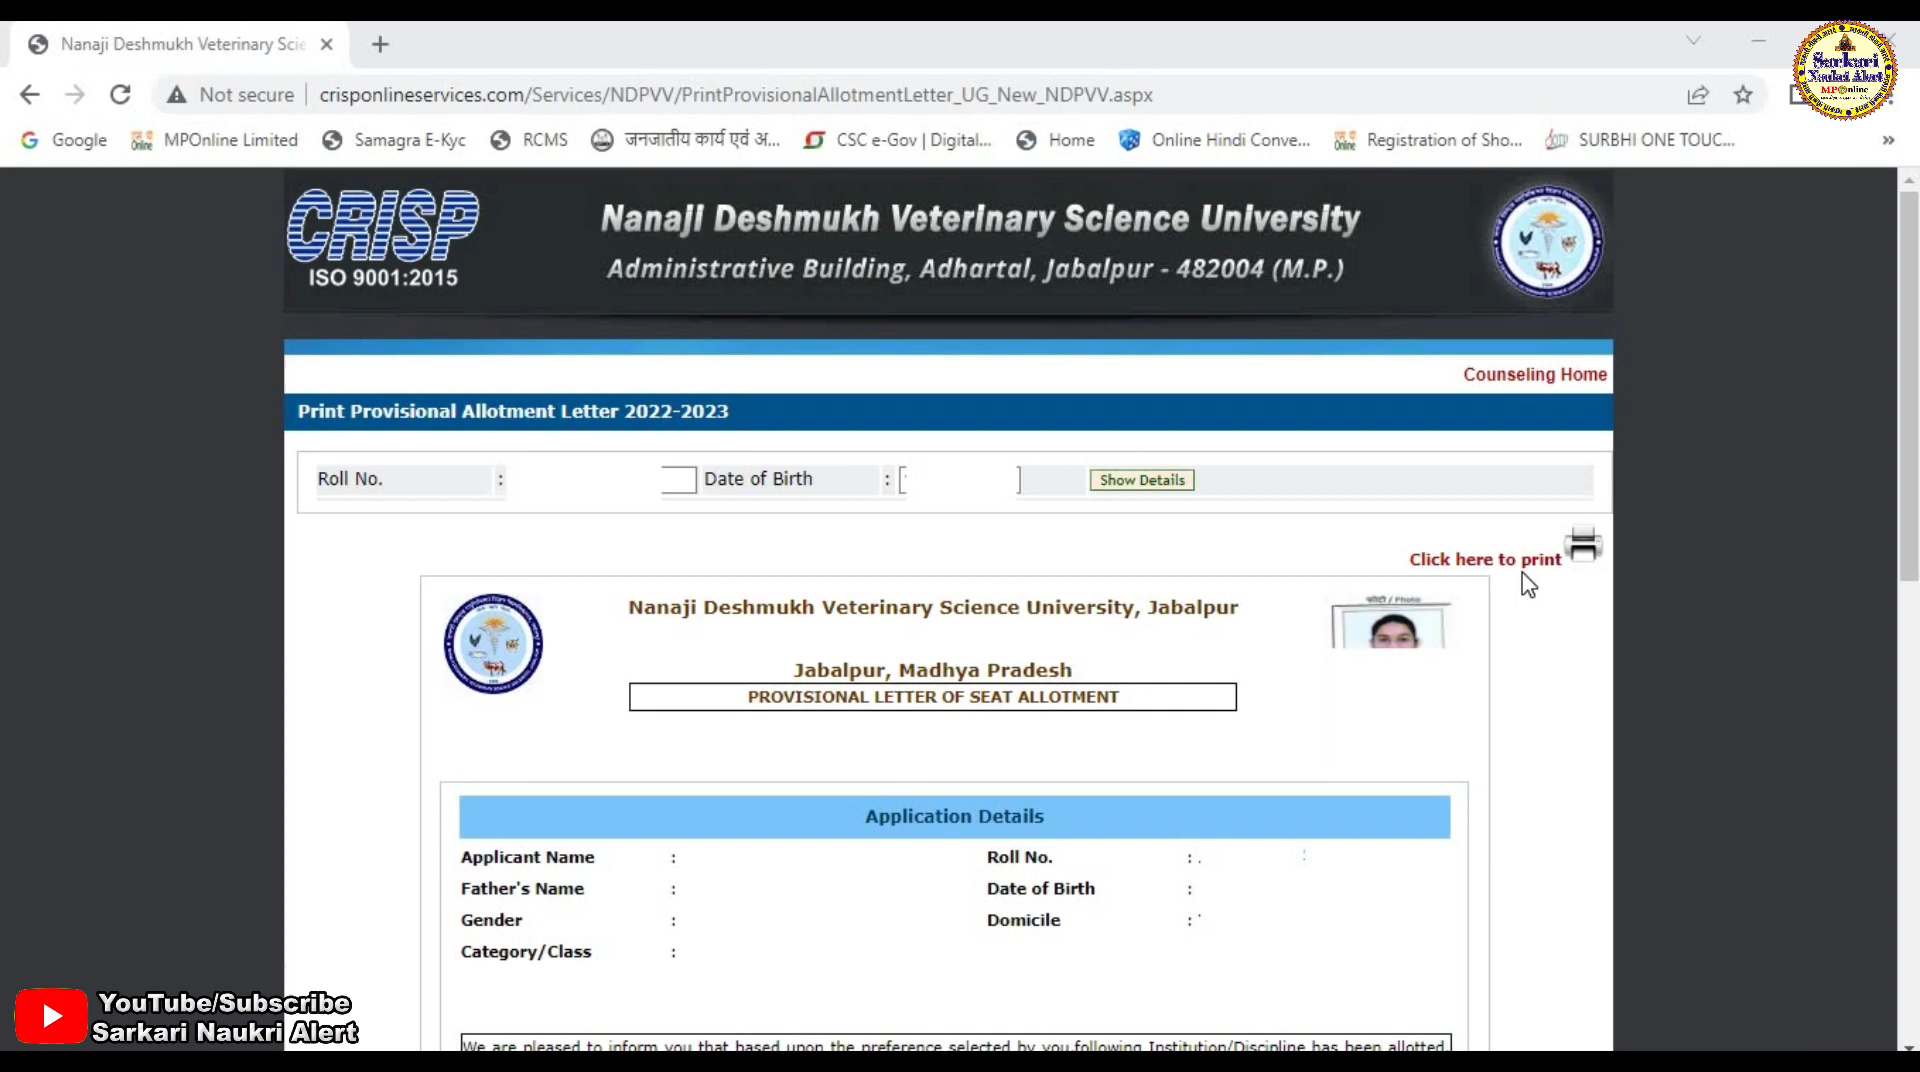 Nanaji Deshmukh Veterinary Scie
Not secure
crisponlineservices.com/Services/NDPVV/PrintProvisionalAllotmentLetter_UG_New_NDPVV.aspx
Google
MPOnline Limited
Samagra E-Kyc
RCMS
जनजातीय कार्य एवं अ...
CSC e-Gov | Digital...
Home
Online Hindi Conve...
Registration of Sho...
SURBHI ONE TOUC...
Sarkari
Naukri Alert
MPOnline
CRISP
ISO 9001:2015
Nanaji Deshmukh Veterinary Science University
Administrative Building, Adhartal, Jabalpur - 482004 (M.P.)
Counseling Home
Print Provisional Allotment Letter 2022-2023
Roll No. :
Date of Birth :
Show Details
Click here to print
Nanaji Deshmukh Veterinary Science University, Jabalpur
फोटो / Photo
Jabalpur, Madhya Pradesh
PROVISIONAL LETTER OF SEAT ALLOTMENT
Application Details
Applicant Name :
Roll No. :
Father's Name :
Date of Birth :
Gender :
Domicile :
Category/Class :
YouTube/Subscribe
Sarkari Naukri Alert
We are pleased to inform you that based upon the preference selected by you,following Institution/Discipline has been allotted